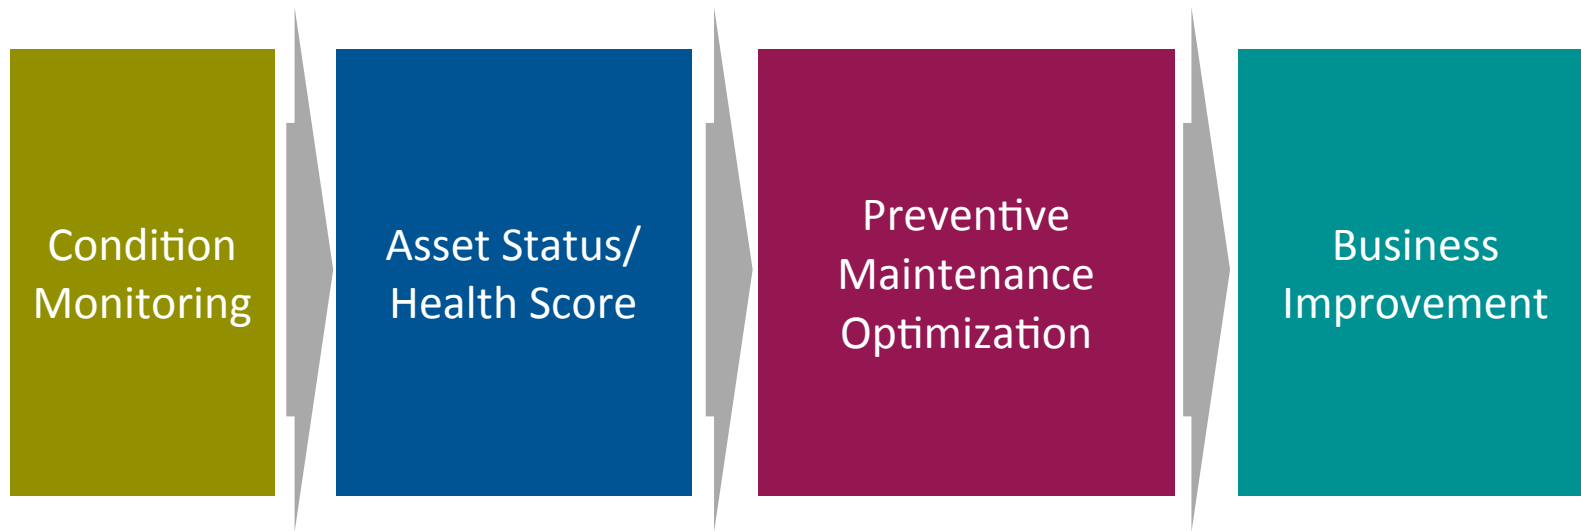 Condition
Monitoring
Asset Status/
Health Score
Preventive
Maintenance
Optimization
Business
Improvement